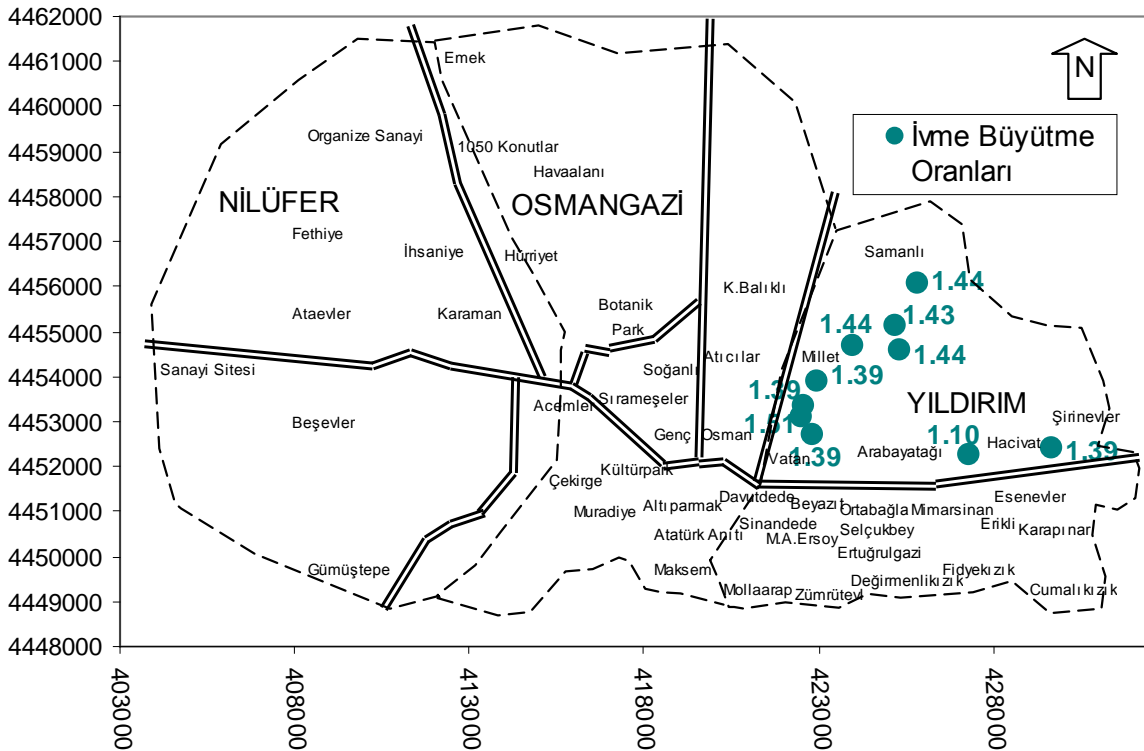 4462000
4461000
4460000
4459000
4458000
4457000
4456000
4455000
4454000
4453000
4452000
4451000
4450000
4449000
4448000
403000
408000
413000
418000
423000
428000
N
İvme Büyütme
Oranları
Emek
Organize Sanayi
1050 Konutlar
Havaalanı
NİLÜFER
OSMANGAZİ
Fethiye
İhsaniye
Hürriyet
Samanlı
1.44
K.Balıklı
Botanik
Park
Ataevler
Karaman
1.43
1.44
1.44
Sanayi Sitesi
Soğanlı
Atıcılar
Millet
1.39
1.39
Acemler
Sırameşeler
YILDIRIM
Şirinevler
Beşevler
1.51
Genç Osman
1.10
Hacivat
1.39
1.39
Vatan
Arabayatağı
Kültürpark
Çekirge
Muradiye
Altıparmak
Davutdede
Beyazıt
Ortabağla
Mimarsinan
Esenevler
Atatürk Anıtı
Sinandede
M.A.Ersoy
Selçukbey
Erikli
Karapınar
Ertuğrulgazi
Gümüştepe
Maksem
Mollaarap
Zümrütevl
Değirmenlikızık
Fidyekızık
Cumalıkızık